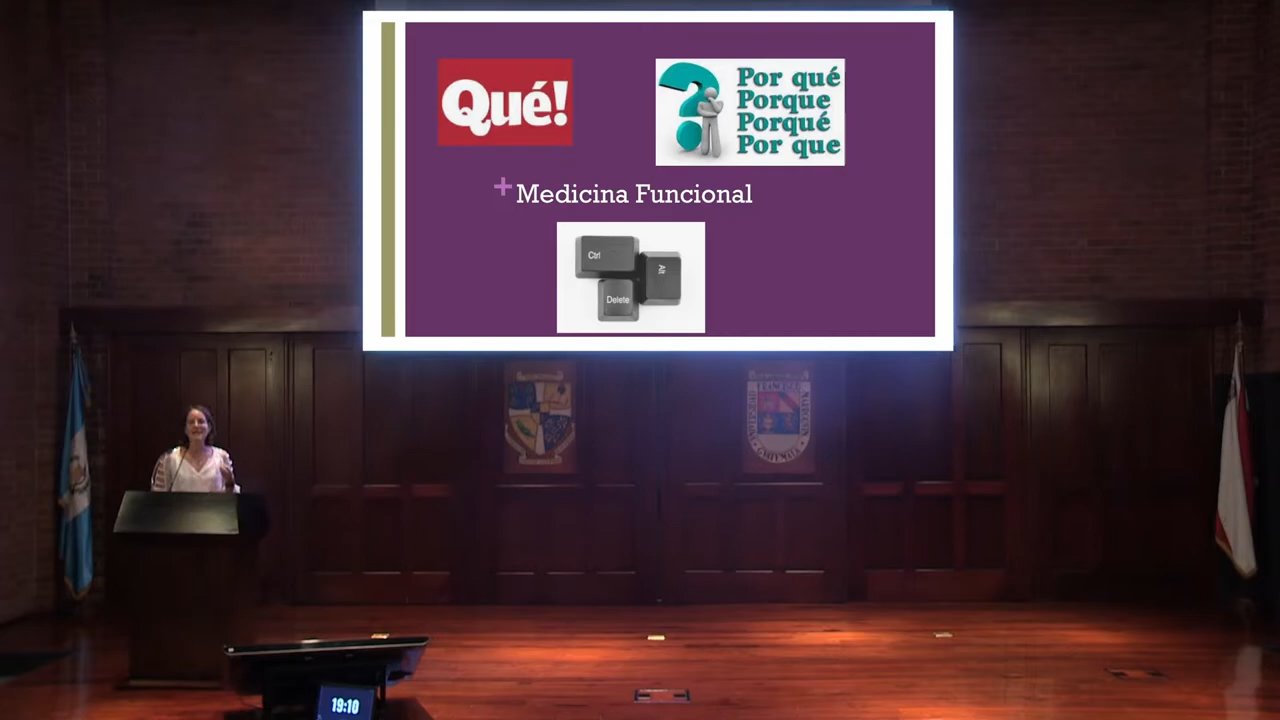 Qué!
Por qué
Porque
Porqué
Por que
+ Medicina Funcional
Ctrl
Alt
Delete
19:10